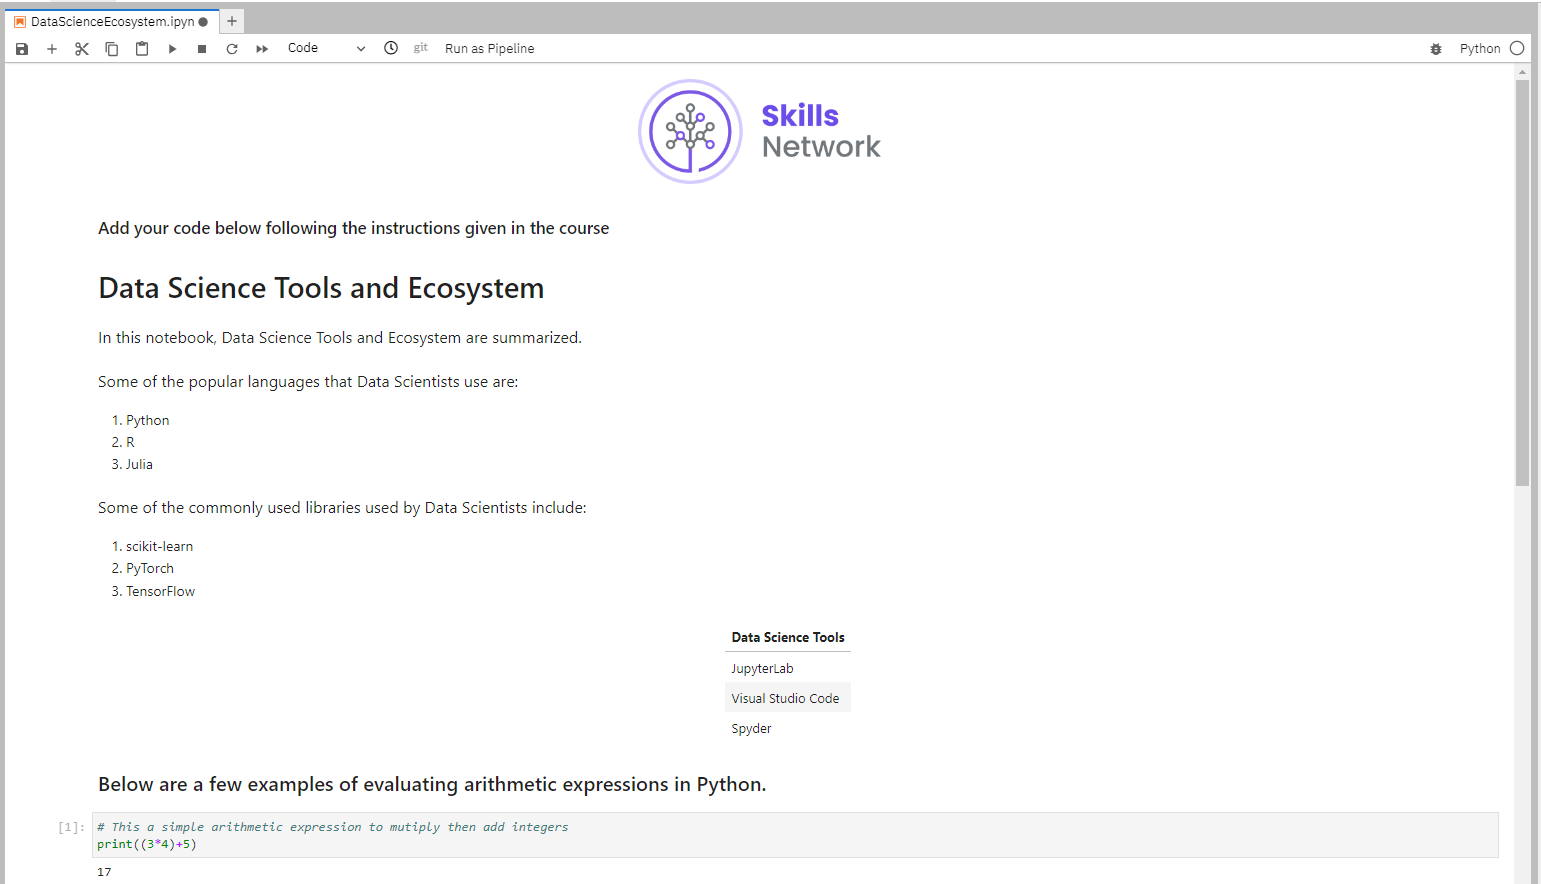 DataScienceEcosystem.ipyn
Code
git
Run as Pipeline
Python
Skills
Network
Add your code below following the instructions given in the course
Data Science Tools and Ecosystem
In this notebook, Data Science Tools and Ecosystem are summarized.
Some of the popular languages that Data Scientists use are:
1. Python
2. R
3. Julia
Some of the commonly used libraries used by Data Scientists include:
1. scikit-learn
2. PyTorch
3. TensorFlow
Data Science Tools
JupyterLab
Visual Studio Code
Spyder
Below are a few examples of evaluating arithmetic expressions in Python.
[1]: # This a simple arithmetic expression to mutiply then add integers
print((3*4)+5)
17